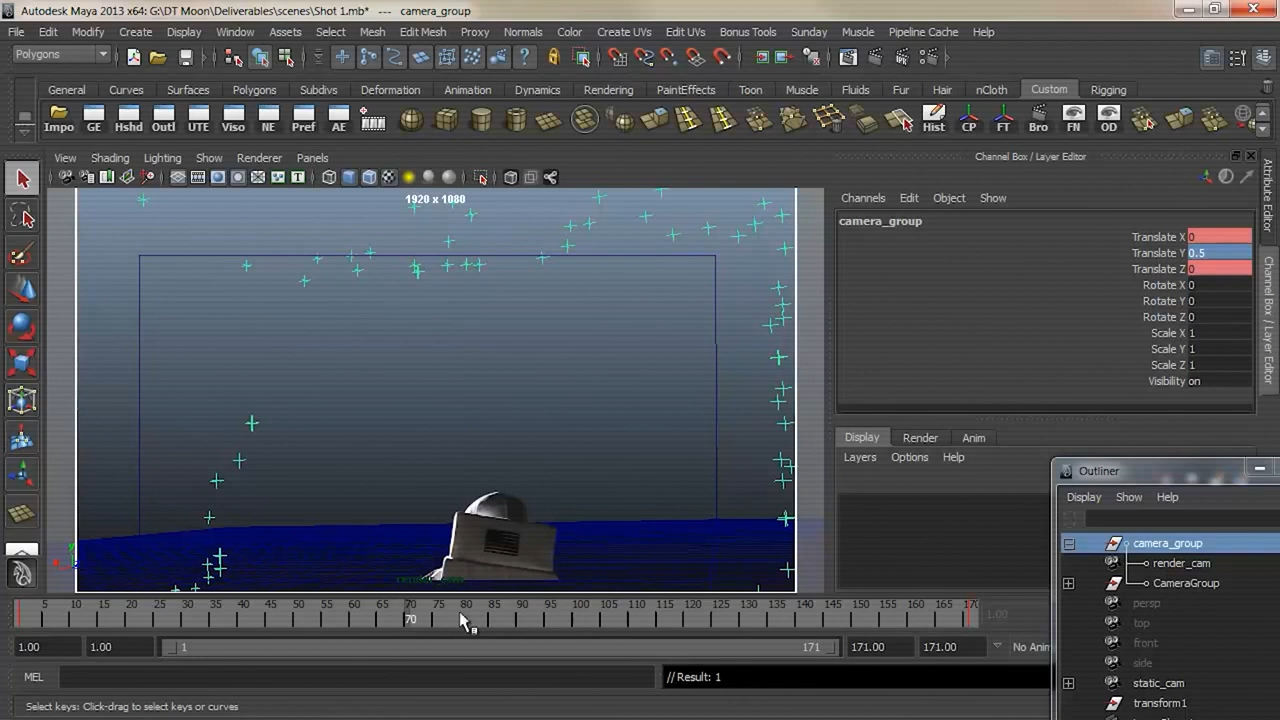 Autodesk Maya 2013 x64: G:\DT Moon\Deliverables\scenes\Shot 1.mb* --- camera_group
File Edit Modify Create Display Window Assets Select Mesh Edit Mesh Proxy Normals Color Create UVs Edit UVs Bonus Tools Sunday Muscle Pipeline Cache Help
Polygons
General Curves Surfaces Polygons Subdivs Deformation Animation Dynamics Rendering PaintEffects Toon Muscle Fluids Fur Hair nCloth Custom Rigging
Impo GE Hshd Outl UTE Viso NE Pref AE Hist CP FT Bro FN OD
View Shading Lighting Show Renderer Panels
1920 x 1080
Channel Box / Layer Editor
Channels Edit Object Show
camera_group
Translate X 0
Translate Y 0.5
Translate Z 0
Rotate X 0
Rotate Y 0
Rotate Z 0
Scale X 1
Scale Y 1
Scale Z 1
Visibility on
Attribute Editor
Channel Box / Layer Editor
Display Render Anim
Layers Options Help
Outliner
Display Show Help
camera_group
render_cam
CameraGroup
persp
top
front
side
static_cam
transform1
5 10 15 20 25 30 35 40 45 50 55 60 65 70 75 80 85 90 95 100 105 110 115 120 125 130 135 140 145 150 155 160 165 170
70
1.00
1.00 1.00 1 171 171.00 171.00 No Anim
MEL // Result: 1
Select keys: Click-drag to select keys or curves